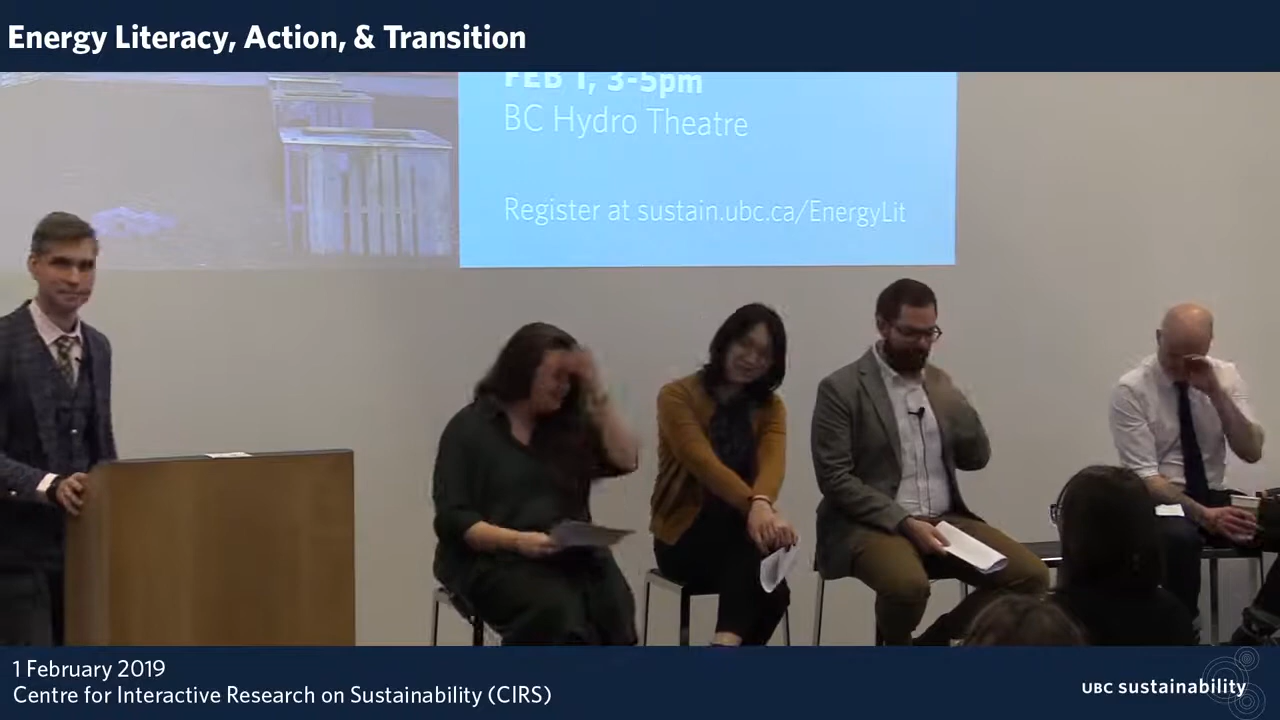 Energy Literacy, Action, & Transition
FEB 1, 3-5pm
BC Hydro Theatre
Register at sustain.ubc.ca/EnergyLit
1 February 2019
Centre for Interactive Research on Sustainability (CIRS)
UBC sustainability